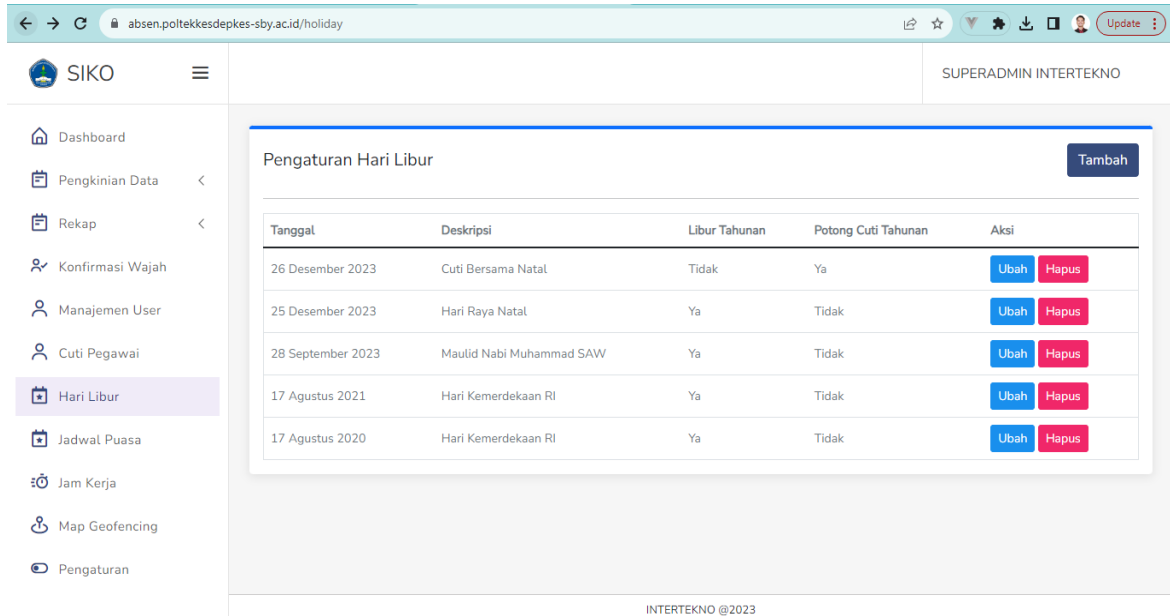 absen.poltekkesdepkes-sby.ac.id/holiday
Update
SIKO
SUPERADMIN INTERTEKNO
Dashboard
Pengkinian Data
Rekap
Konfirmasi Wajah
Manajemen User
Cuti Pegawai
Hari Libur
Jadwal Puasa
Jam Kerja
Map Geofencing
Pengaturan
Pengaturan Hari Libur
Tambah
Tanggal Deskripsi Libur Tahunan Potong Cuti Tahunan Aksi
26 Desember 2023 Cuti Bersama Natal Tidak Ya Ubah Hapus
25 Desember 2023 Hari Raya Natal Ya Tidak Ubah Hapus
28 September 2023 Maulid Nabi Muhammad SAW Ya Tidak Ubah Hapus
17 Agustus 2021 Hari Kemerdekaan RI Ya Tidak Ubah Hapus
17 Agustus 2020 Hari Kemerdekaan RI Ya Tidak Ubah Hapus
INTERTEKNO @2023